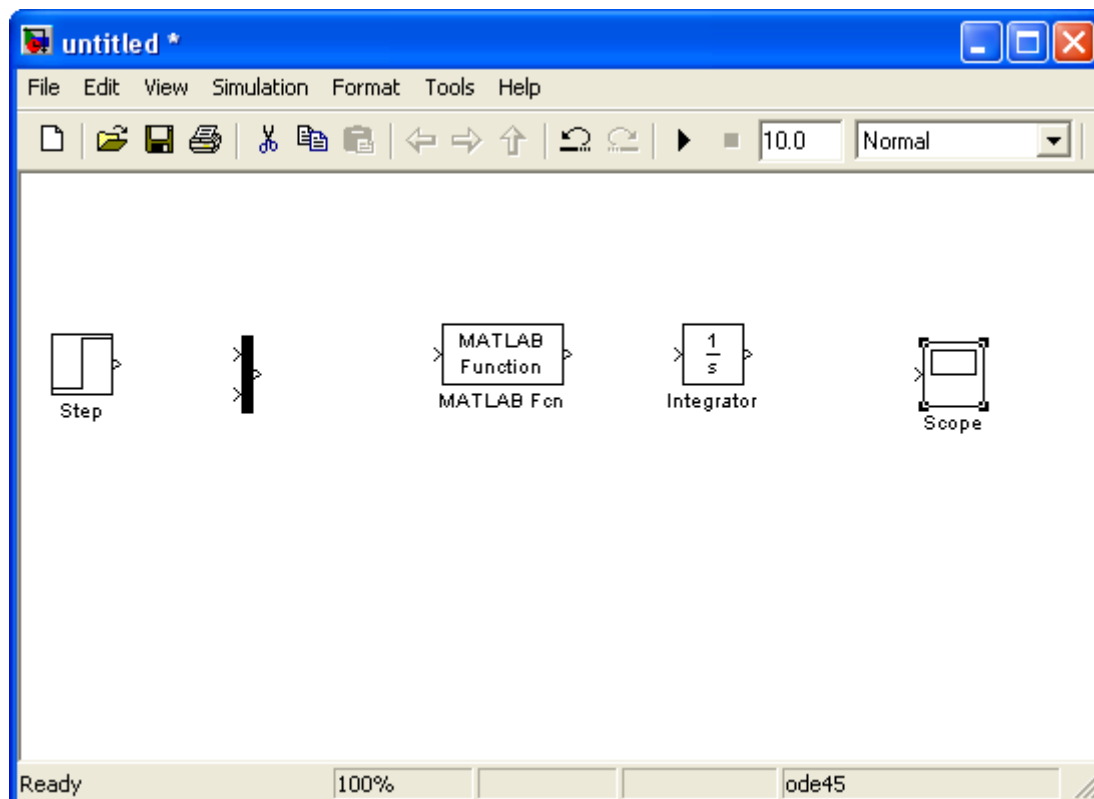 untitled *
File Edit View Simulation Format Tools Help
10.0 Normal
Step
MATLAB
Function
MATLAB Fcn
1
s
Integrator
Scope
Ready 100% ode45